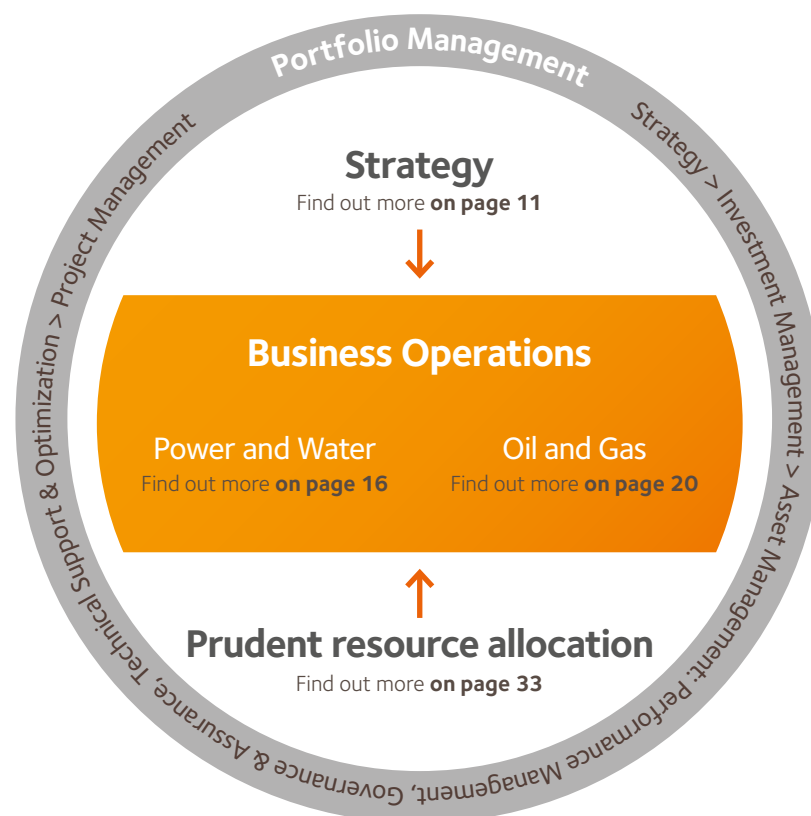 Portfolio Management
Strategy > Investment Management > Asset Management: Performance Management, Governance & Assurance, Technical Support & Optimization > Project Management
Strategy
Find out more on page 11
Business Operations
Power and Water
Find out more on page 16
Oil and Gas
Find out more on page 20
Prudent resource allocation
Find out more on page 33